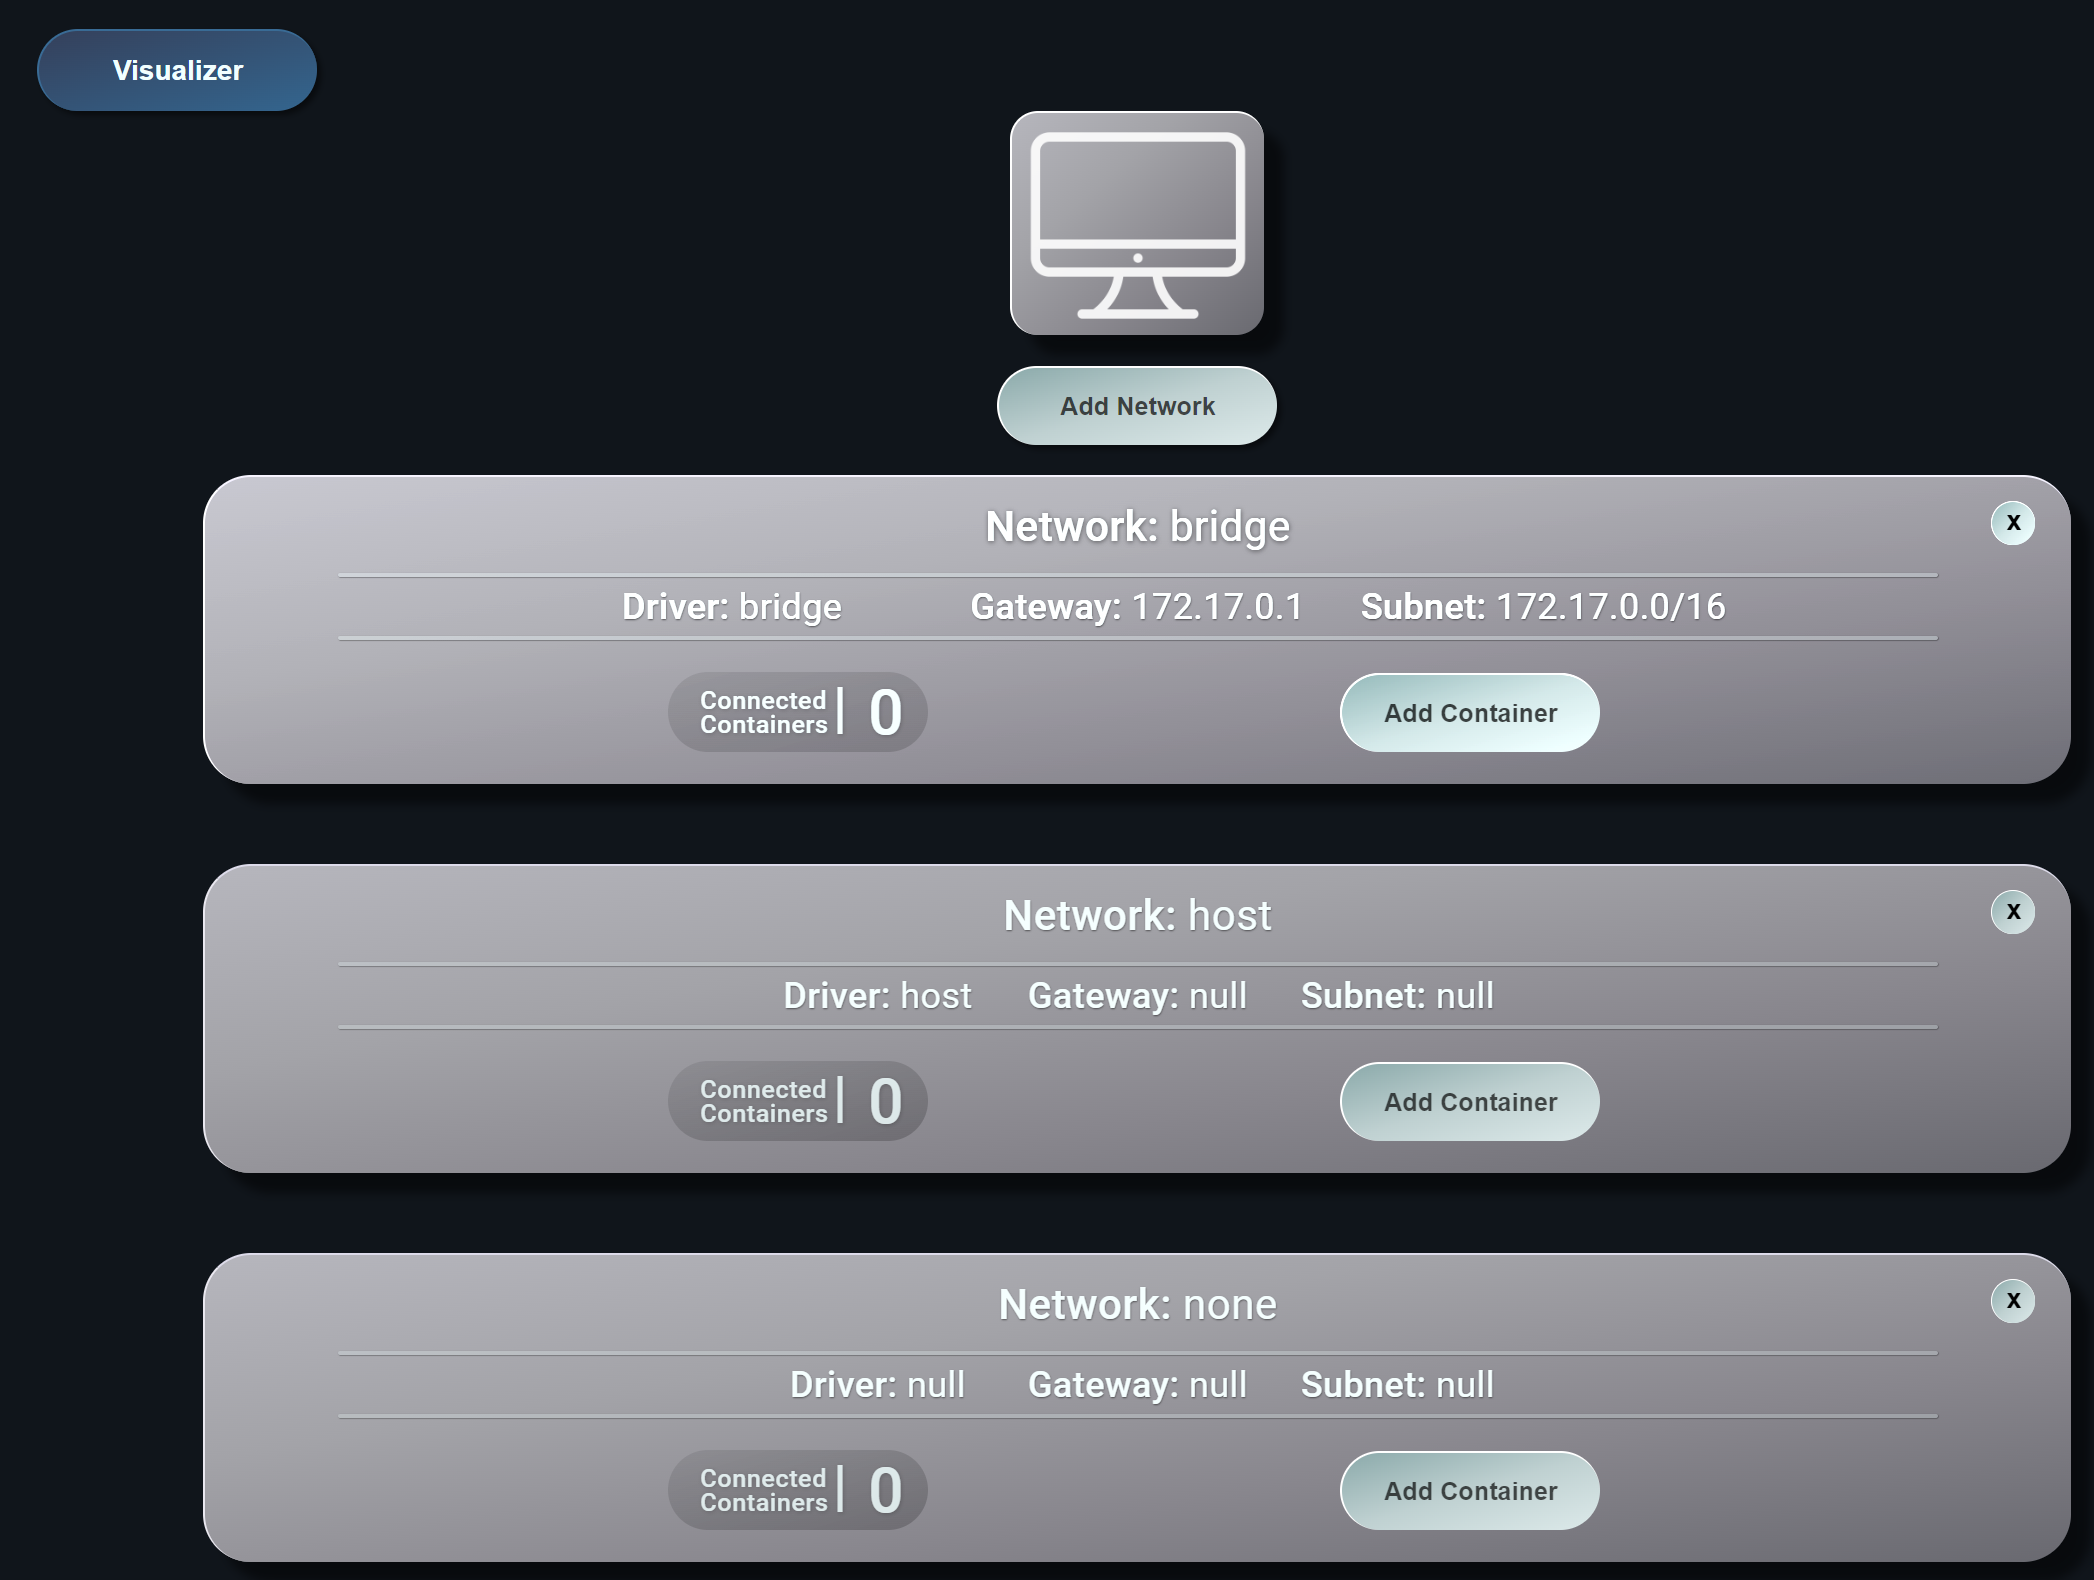 Visualizer
Add Network
Network: bridge
x
Driver: bridge Gateway: 172.17.0.1 Subnet: 172.17.0.0/16
Connected
Containers | 0
Add Container
Network: host
x
Driver: host Gateway: null Subnet: null
Connected
Containers | 0
Add Container
Network: none
x
Driver: null Gateway: null Subnet: null
Connected
Containers | 0
Add Container